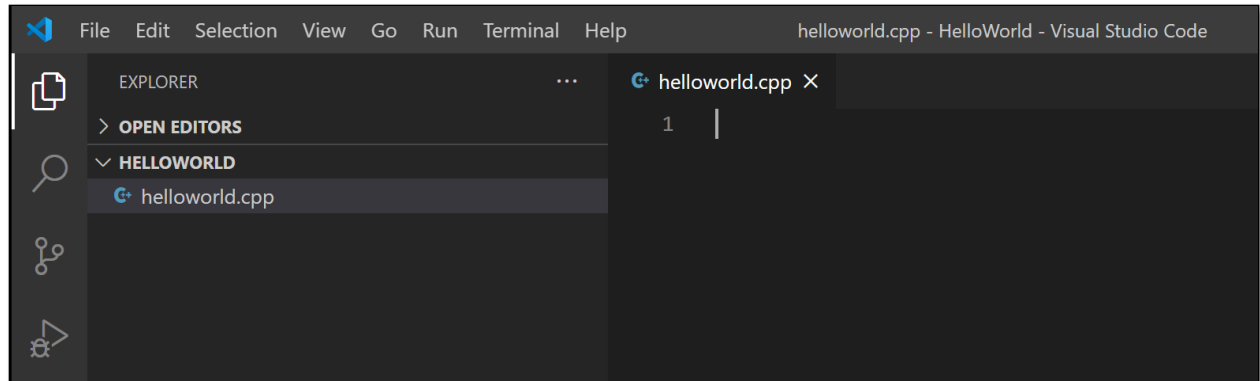 File Edit Selection View Go Run Terminal Help helloworld.cpp - HelloWorld - Visual Studio Code
EXPLORER ...
helloworld.cpp
1
OPEN EDITORS
HELLOWORLD
helloworld.cpp